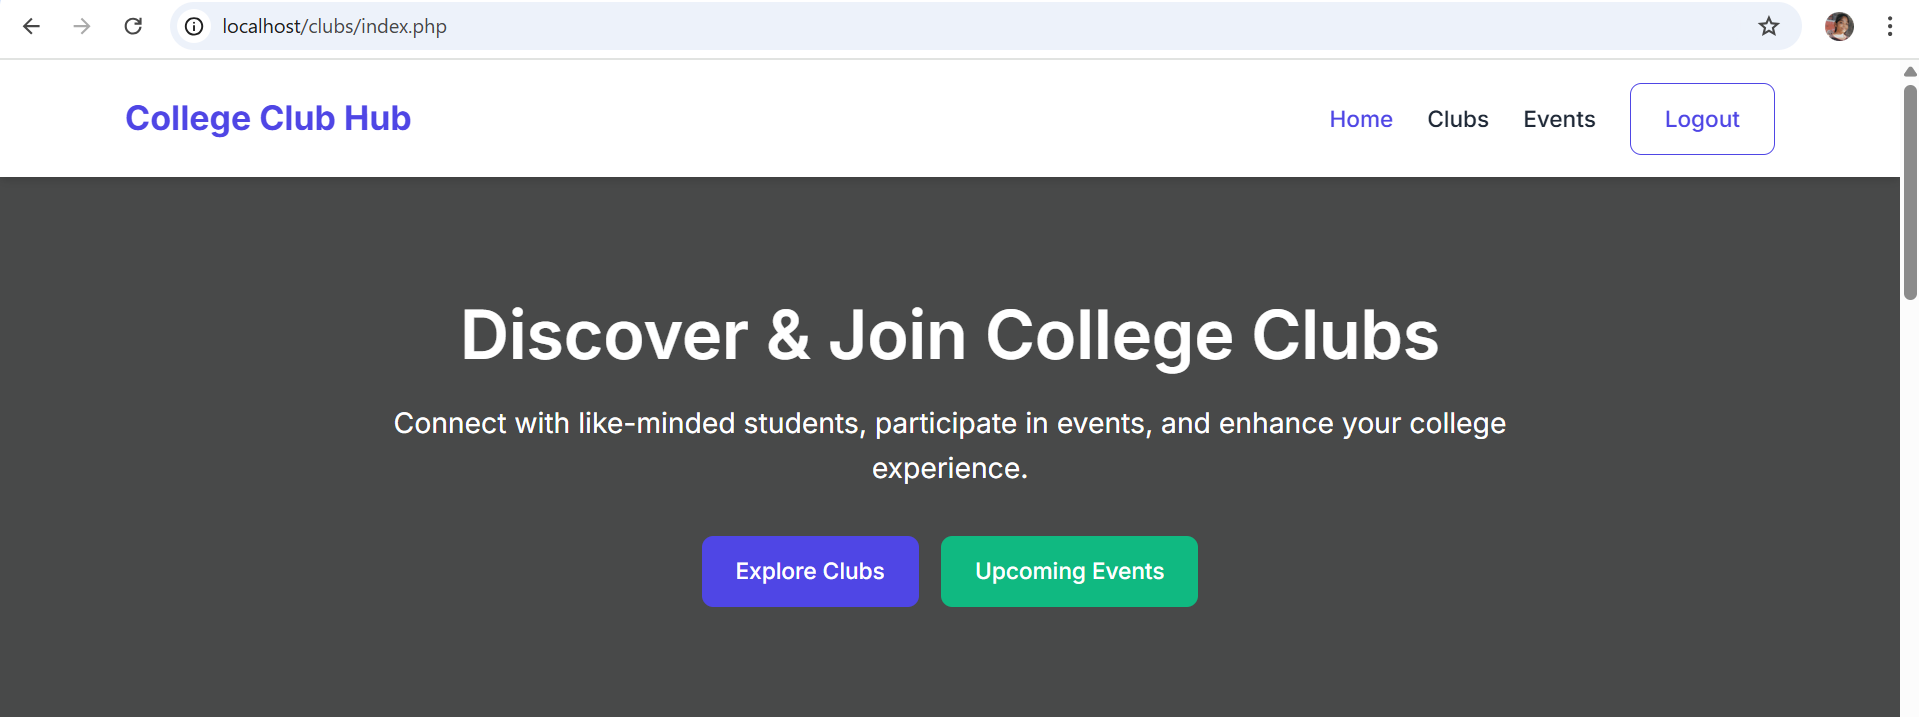 localhost/clubs/index.php
College Club Hub
Home Clubs Events Logout
Discover & Join College Clubs
Connect with like-minded students, participate in events, and enhance your college
experience.
Explore Clubs Upcoming Events